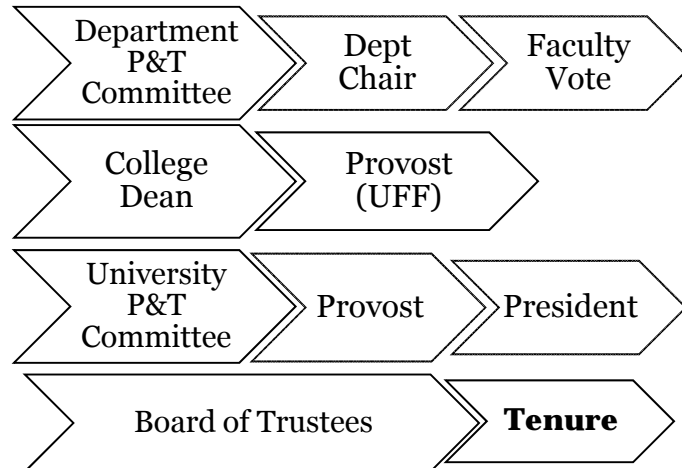 Department
P&T
Committee
Dept
Chair
Faculty
Vote
College
Dean
Provost
(UFF)
University
P&T
Committee
Provost
President
Board of Trustees
Tenure